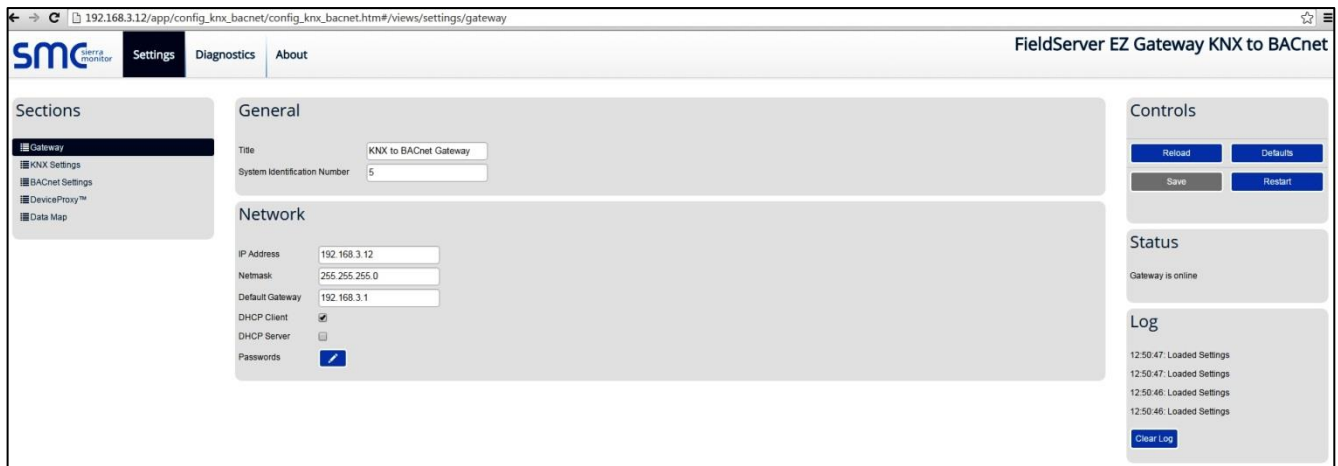 192.168.3.12/app/config_knx_bacnet/config_knx_bacnet.htm#/views/settings/gateway
SMC sierra monitor
Settings
Diagnostics
About
FieldServer EZ Gateway KNX to BACnet
Sections
Gateway
KNX Settings
BACnet Settings
DeviceProxy™
Data Map
General
Title KNX to BACnet Gateway
System Identification Number 5
Network
IP Address 192.168.3.12
Netmask 255.255.255.0
Default Gateway 192.168.3.1
DHCP Client
DHCP Server
Passwords
Controls
Reload Defaults
Save Restart
Status
Gateway is online
Log
12:50:47: Loaded Settings
12:50:47: Loaded Settings
12:50:46: Loaded Settings
12:50:46: Loaded Settings
Clear Log